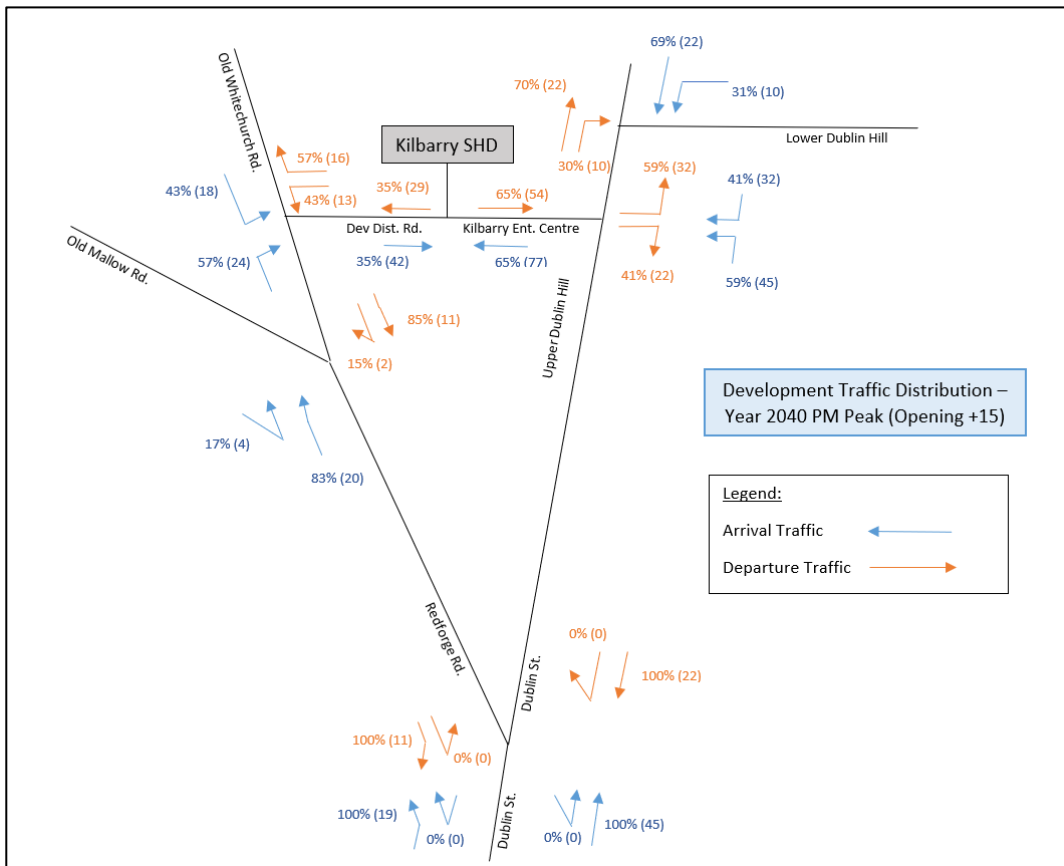 69% (22)
Old Whitechurch Rd.
70% (22)
31% (10)
Lower Dublin Hill
Kilbarry SHD
57% (16)
30% (10)
59% (32)
43% (18)
43% (13)
35% (29)
65% (54)
41% (32)
Dev Dist. Rd.
Kilbarry Ent. Centre
Old Mallow Rd.
57% (24)
35% (42)
65% (77)
41% (22)
59% (45)
85% (11)
Upper Dublin Hill
15% (2)
Development Traffic Distribution –
Year 2040 PM Peak (Opening +15)
17% (4)
83% (20)
Legend:
Arrival Traffic
Departure Traffic
Redforge Rd.
0% (0)
Dublin St.
100% (22)
100% (11)
0% (0)
100% (19)
0% (0)
Dublin St.
0% (0)
100% (45)